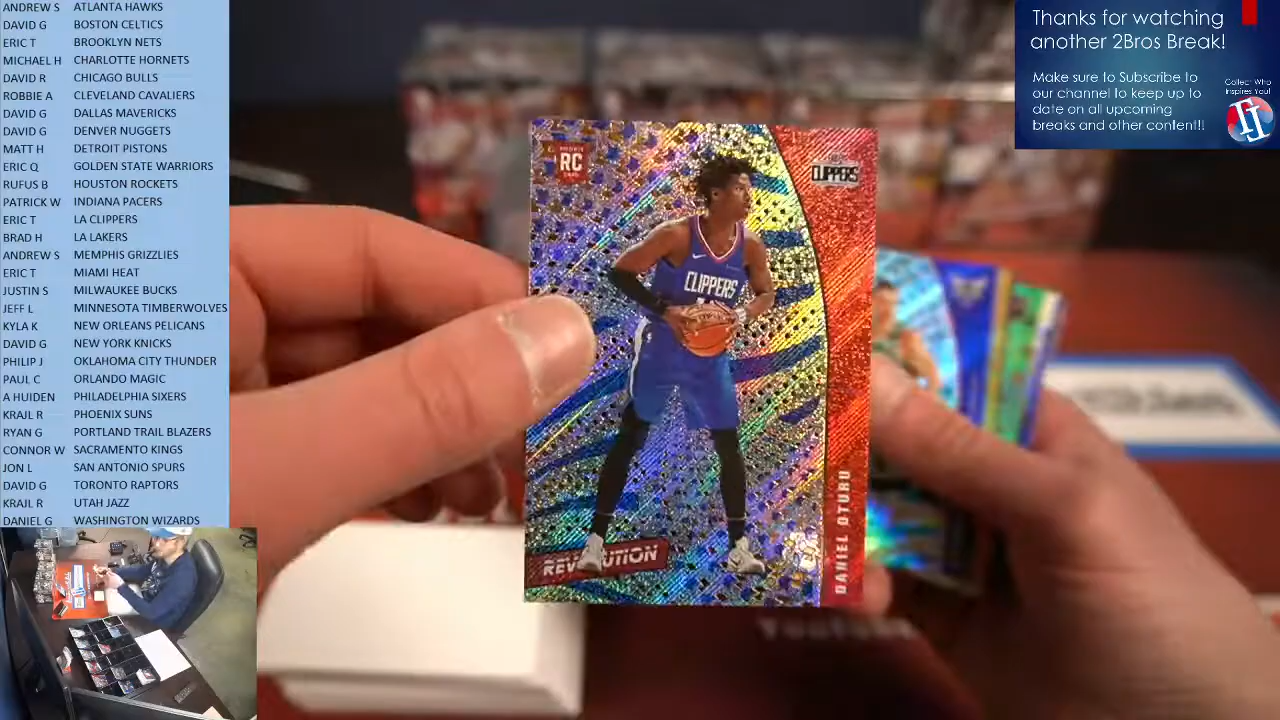 ANDREW S ATLANTA HAWKS
DAVID G BOSTON CELTICS
ERIC T BROOKLYN NETS
MICHAEL H CHARLOTTE HORNETS
DAVID R CHICAGO BULLS
ROBBIE A CLEVELAND CAVALIERS
DAVID G DALLAS MAVERICKS
DAVID G DENVER NUGGETS
MATT H DETROIT PISTONS
ERIC Q GOLDEN STATE WARRIORS
RUFUS B HOUSTON ROCKETS
PATRICK W INDIANA PACERS
ERIC T LA CLIPPERS
BRAD H LA LAKERS
ANDREW S MEMPHIS GRIZZLIES
ERIC T MIAMI HEAT
JUSTIN S MILWAUKEE BUCKS
JEFF L MINNESOTA TIMBERWOLVES
KYLA K NEW ORLEANS PELICANS
DAVID G NEW YORK KNICKS
PHILIP J OKLAHOMA CITY THUNDER
PAUL C ORLANDO MAGIC
A HUIDEN PHILADELPHIA SIXERS
KRAJL R PHOENIX SUNS
RYAN G PORTLAND TRAIL BLAZERS
CONNOR W SACRAMENTO KINGS
JON L SAN ANTONIO SPURS
DAVID G TORONTO RAPTORS
KRAIL R UTAH JAZZ
DANIEL G WASHINGTON WIZARDS
Thanks for watching
another 2Bros Break!
Make sure to Subscribe to
our channel to keep up to
date on all upcoming
breaks and other content!!!
Collect Who
Inspires You!
RC
CLIPPERS
CLIPPERS
REVOLUTION
DANIEL OTURU
YouTube